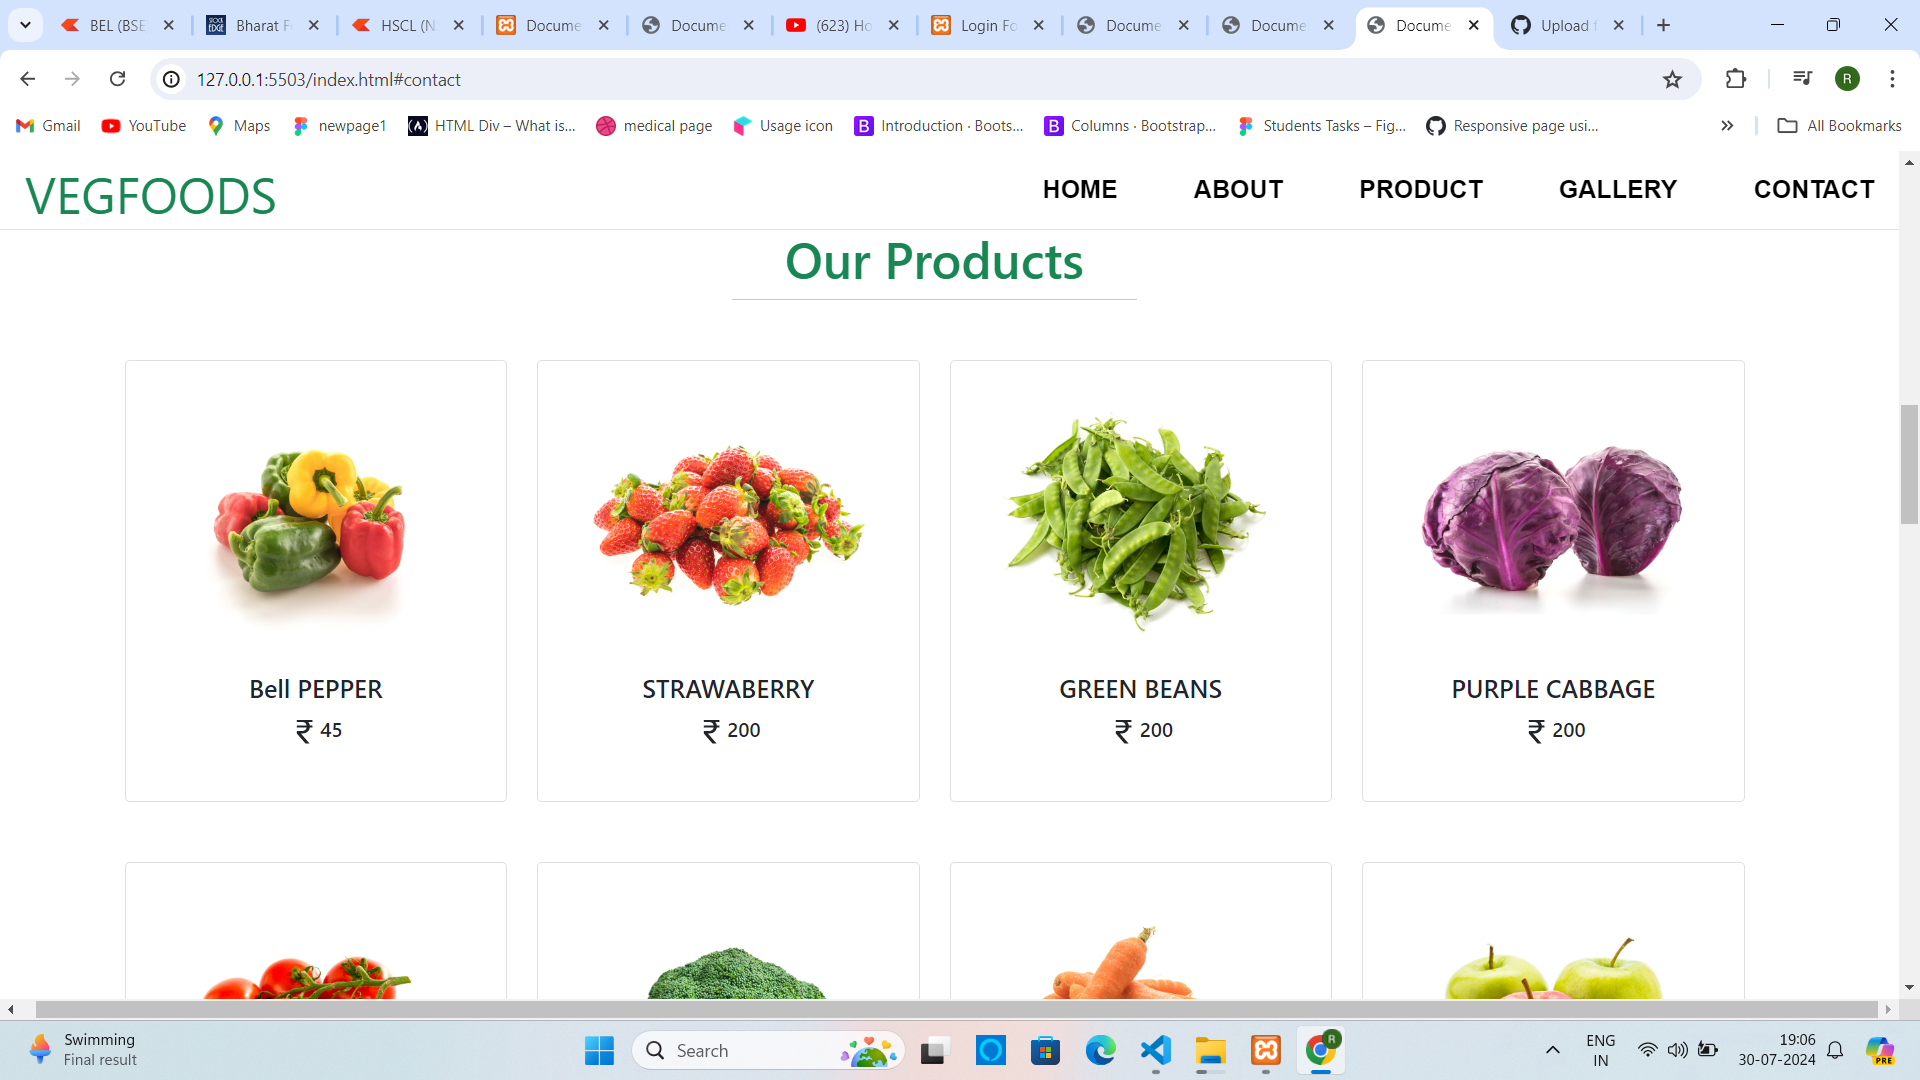 BEL (BSE
Bharat F
HSCL (N
Docume
Docume
(623) Ho
Login Fo
Docume
Docume
Docume
Upload f
127.0.0.1:5503/index.html#contact
R
Gmail
YouTube
Maps
newpage1
HTML Div – What is...
medical page
Usage icon
Introduction · Boots...
Columns · Bootstrap...
Students Tasks – Fig...
Responsive page usi...
All Bookmarks
VEGFOODS
HOME
ABOUT
PRODUCT
GALLERY
CONTACT
Our Products
Bell PEPPER
STRAWABERRY
GREEN BEANS
PURPLE CABBAGE
₹ 45
₹ 200
₹ 200
₹ 200
Swimming
Final result
Search
R
ENG
IN
19:06
30-07-2024
PRE